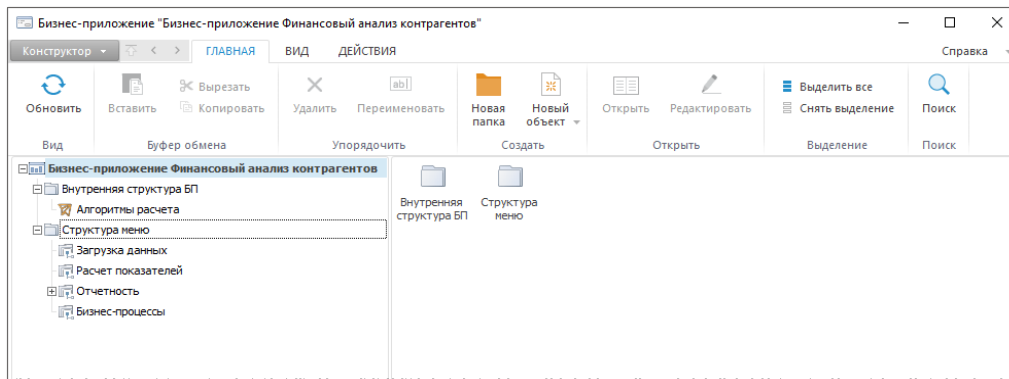 Бизнес-приложение "Бизнес-приложение Финансовый анализ контрагентов"
Конструктор ГЛАВНАЯ ВИД ДЕЙСТВИЯ Справка
Обновить Вставить Вырезать Копировать Удалить ab Переименовать Новая папка Новый объект Открыть Редактировать Выделить все Снять выделение Поиск
Вид Буфер обмена Упорядочить Создать Открыть Выделение Поиск
Бизнес-приложение Финансовый анализ контрагентов
Внутренняя структура БП
Алгоритмы расчета
Структура меню
Загрузка данных
Расчет показателей
Отчетность
Бизнес-процессы
Внутренняя структура БП
Структура меню